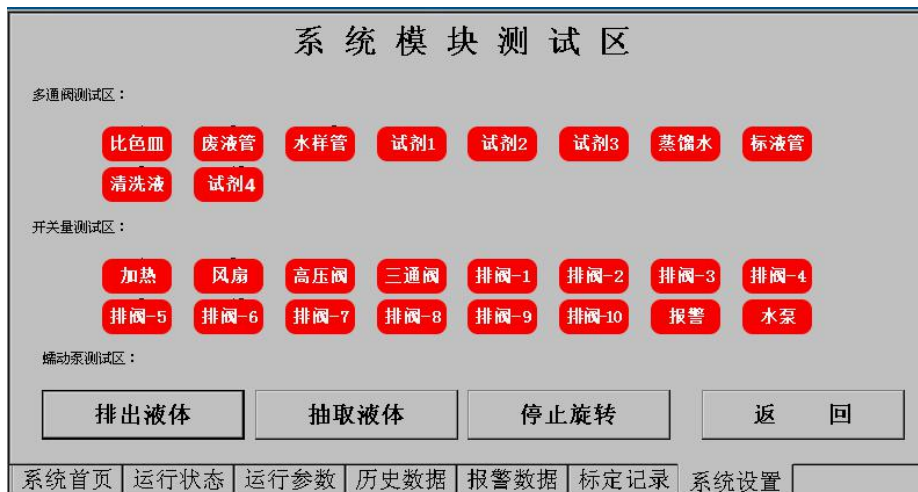 系统模块测试区
多通阀测试区：
比色皿 废液管 水样管 试剂1 试剂2 试剂3 蒸馏水 标液管
清洗液 试剂4
开关量测试区：
加热 风扇 高压阀 三通阀 排阀-1 排阀-2 排阀-3 排阀-4
排阀-5 排阀-6 排阀-7 排阀-8 排阀-9 排阀-10 报警 水泵
蠕动泵测试区：
排出液体 抽取液体 停止旋转 返 回
系统首页 运行状态 运行参数 历史数据 报警数据 标定记录 系统设置